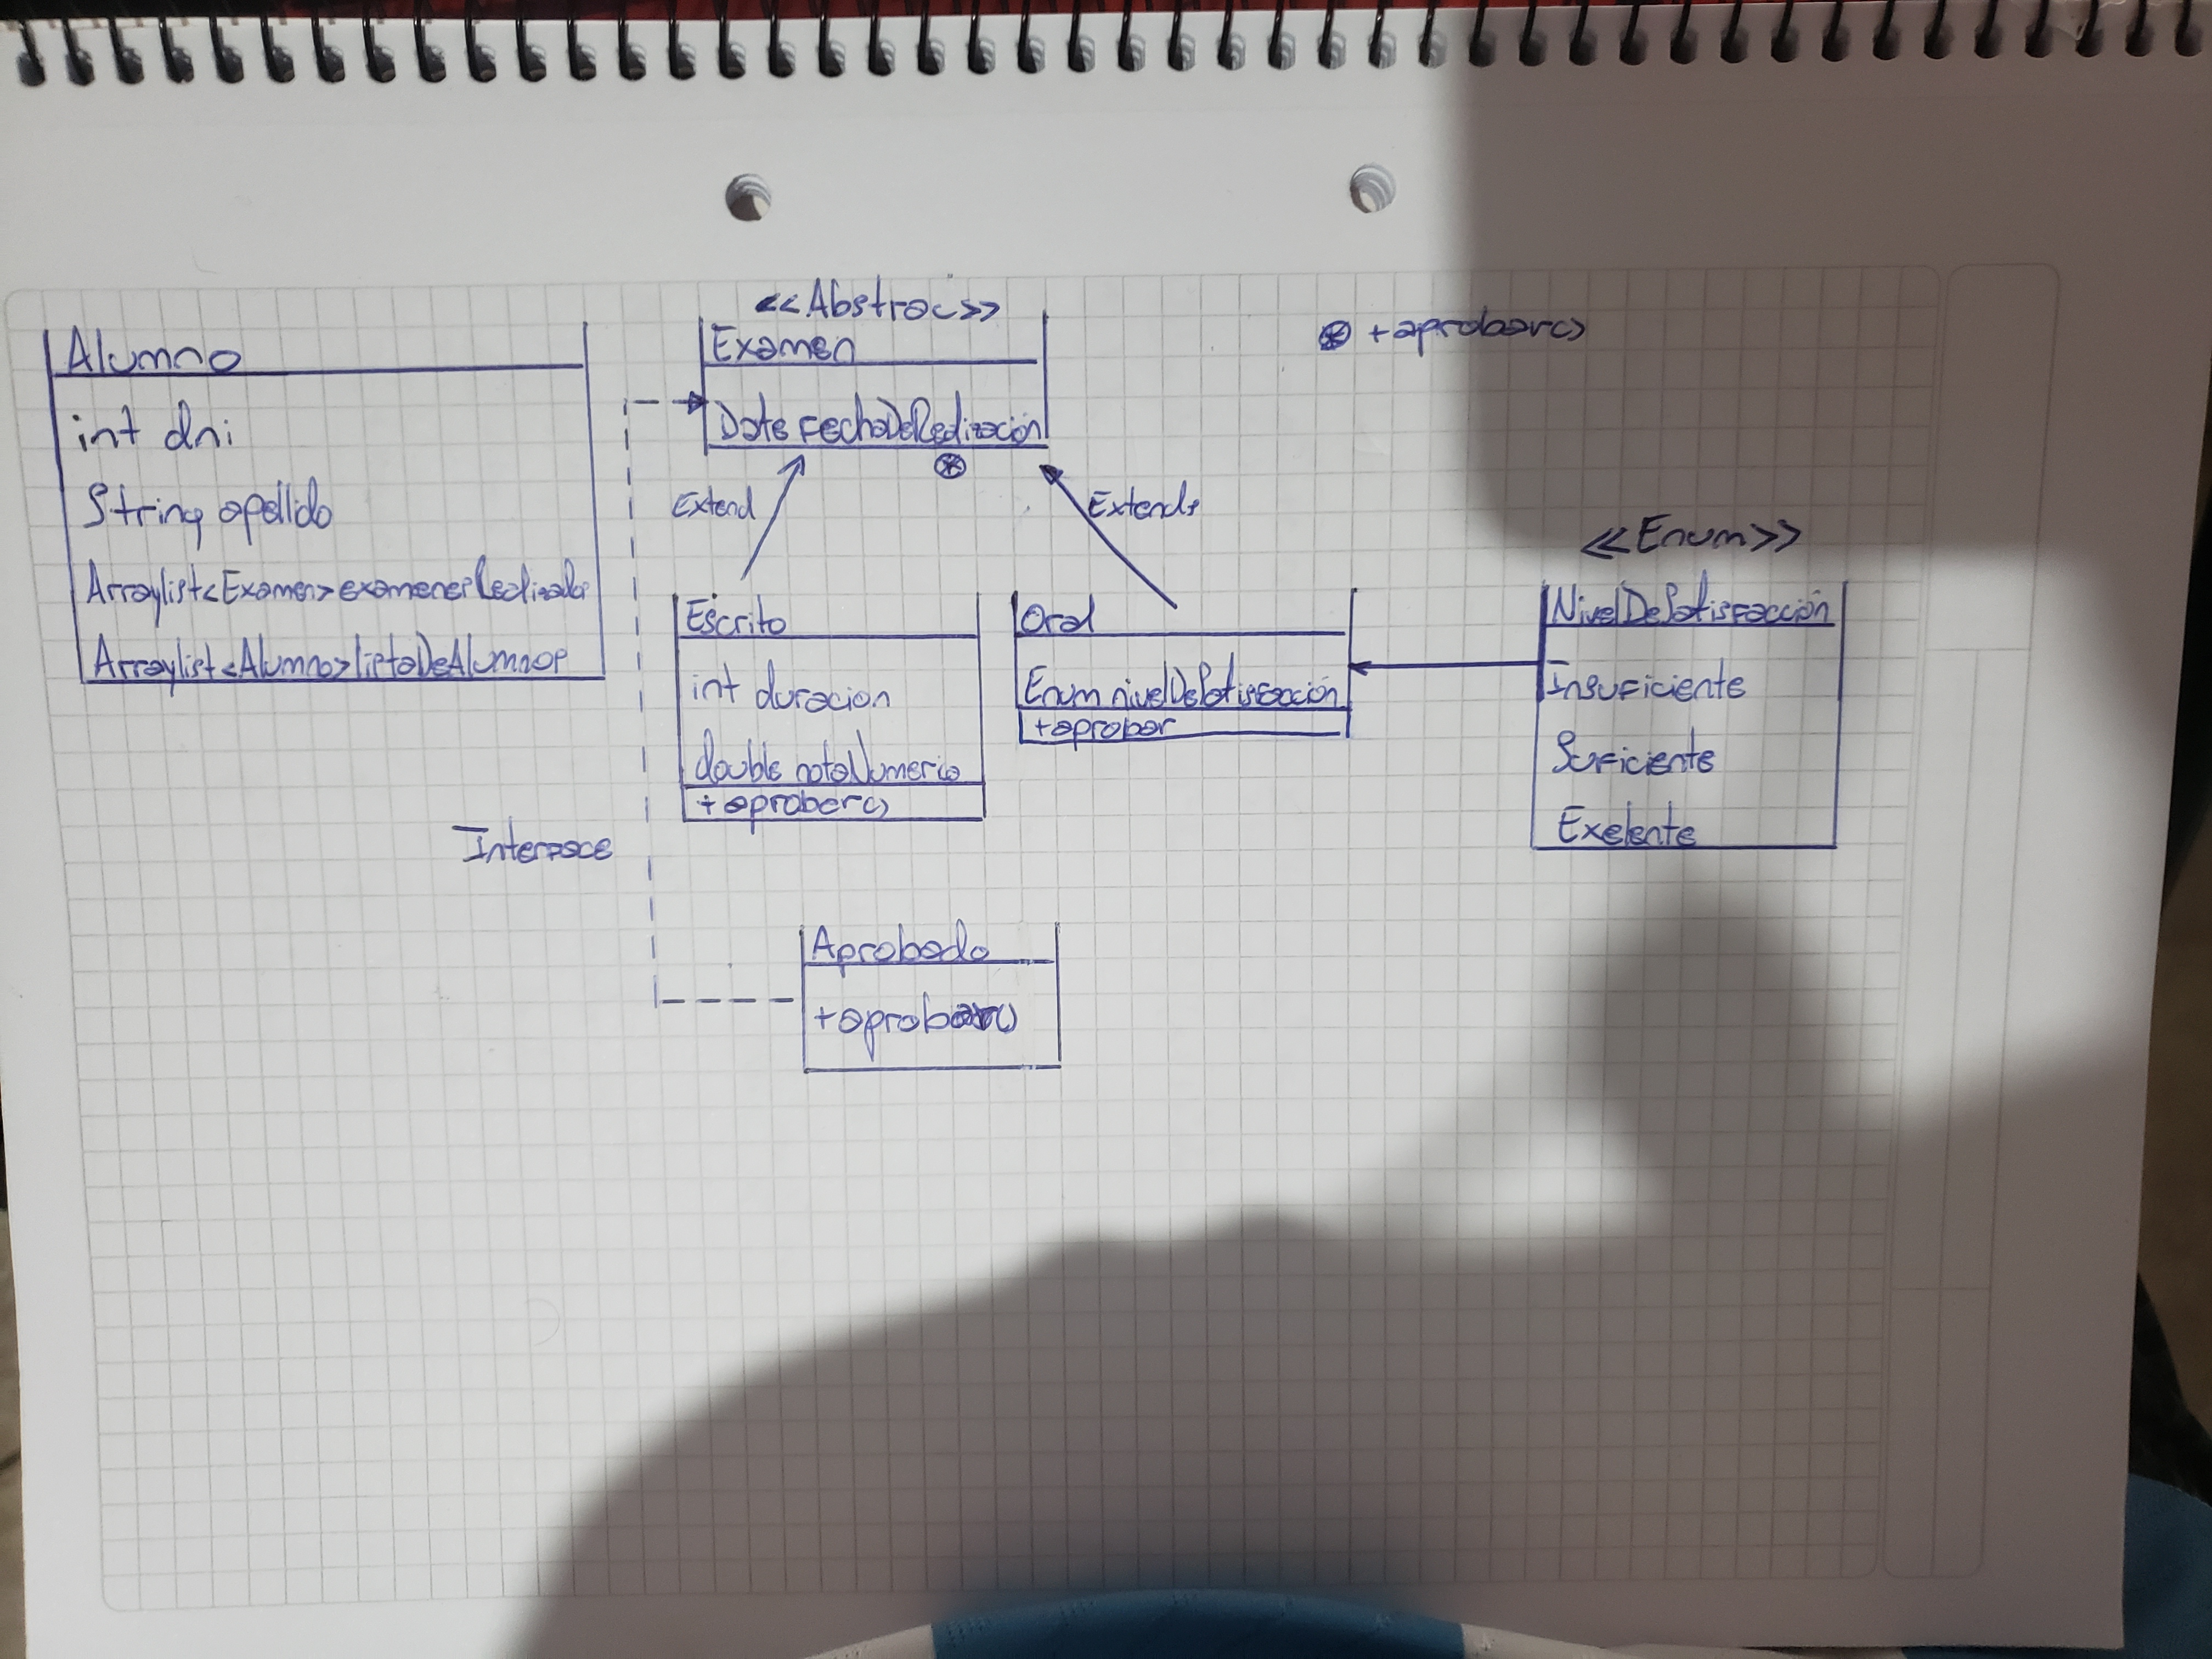 Alumno
int dni
String apellido
Arraylist<Examen>examenesRealizados
Arraylist<Alumno>listaDeAlumnos
<<Abstrac>>
Examen
Date FechaDeRealización
⊛
⊛ +aprobar()
Extend
Extends
Escrito
int duracion
double notaNumerica
+ aprobar()
Oral
Enum nivelDeSatisfacción
+aprobar
<<Enum>>
NivelDeSatisfacción
Insuficiente
Suficiente
Exelente
Interface
Aprobado
+aprobar()